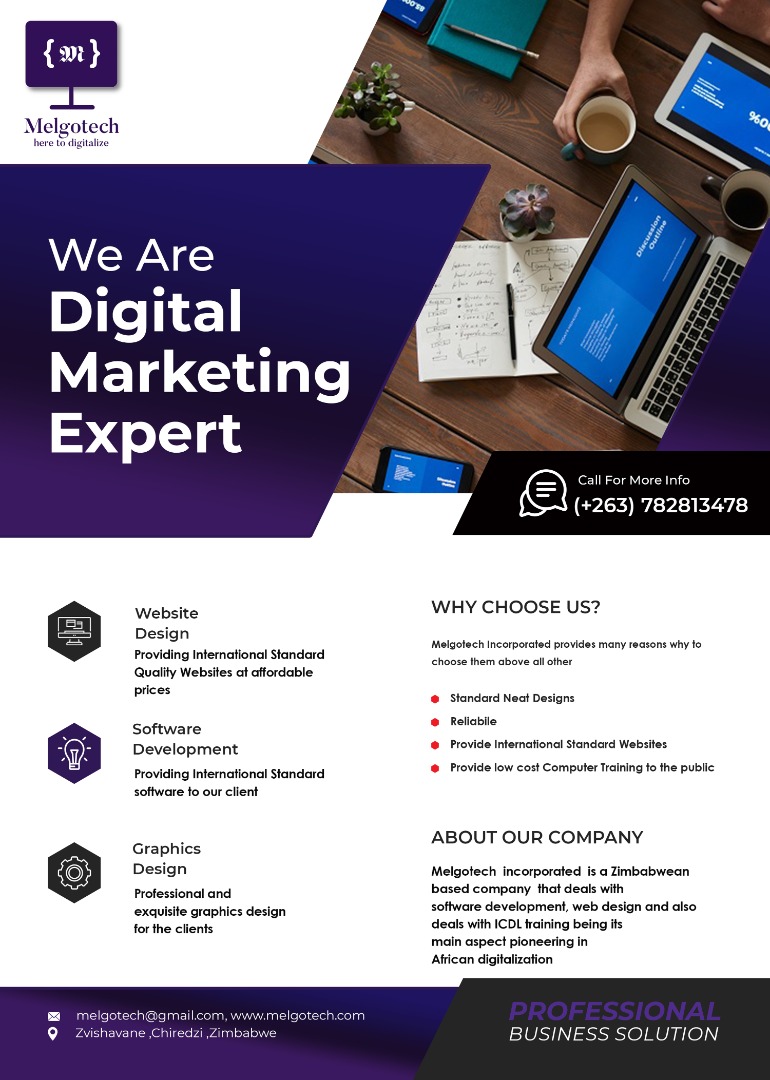 { M }
Melgotech
here to digitalize
Discussion
Outline
We Are
Digital
Marketing
Expert
Call For More Info
(+263) 782813478
Website
Design
Providing International Standard
Quality Websites at affordable
prices
Software
Development
Providing International Standard
software to our client
Graphics
Design
Professional and
exquisite graphics design
for the clients
WHY CHOOSE US?
Melgotech Incorporated provides many reasons why to
choose them above all other
Standard Neat Designs
Reliabile
Provide International Standard Websites
Provide low cost Computer Training to the public
ABOUT OUR COMPANY
Melgotech incorporated is a Zimbabwean
based company that deals with
software development, web design and also
deals with ICDL training being its
main aspect pioneering in
African digitalization
melgotech@gmail.com, www.melgotech.com
Zvishavane ,Chiredzi ,Zimbabwe
PROFESSIONAL
BUSINESS SOLUTION